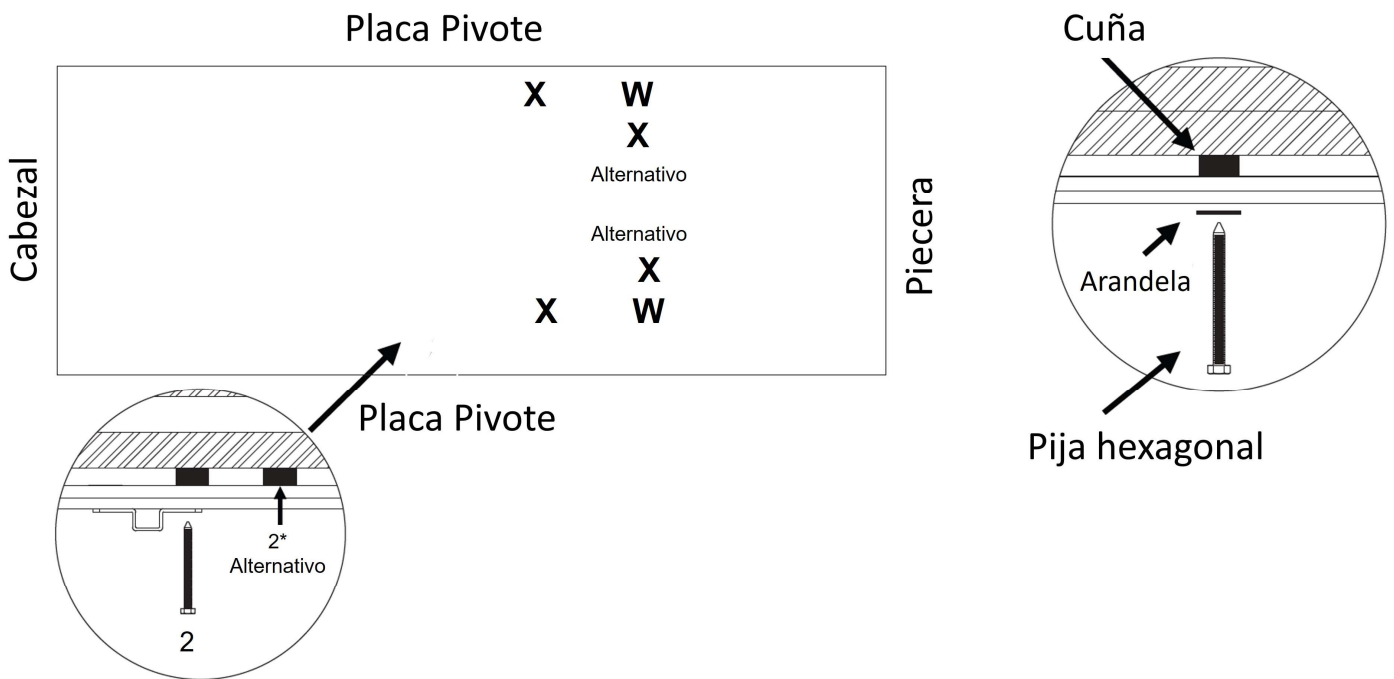 Placa Pivote
Cuña
Cabezal
X W
X
Alternativo
Alternativo
X
X W
Piecera
Arandela
Placa Pivote
Pija hexagonal
2*
Alternativo
2